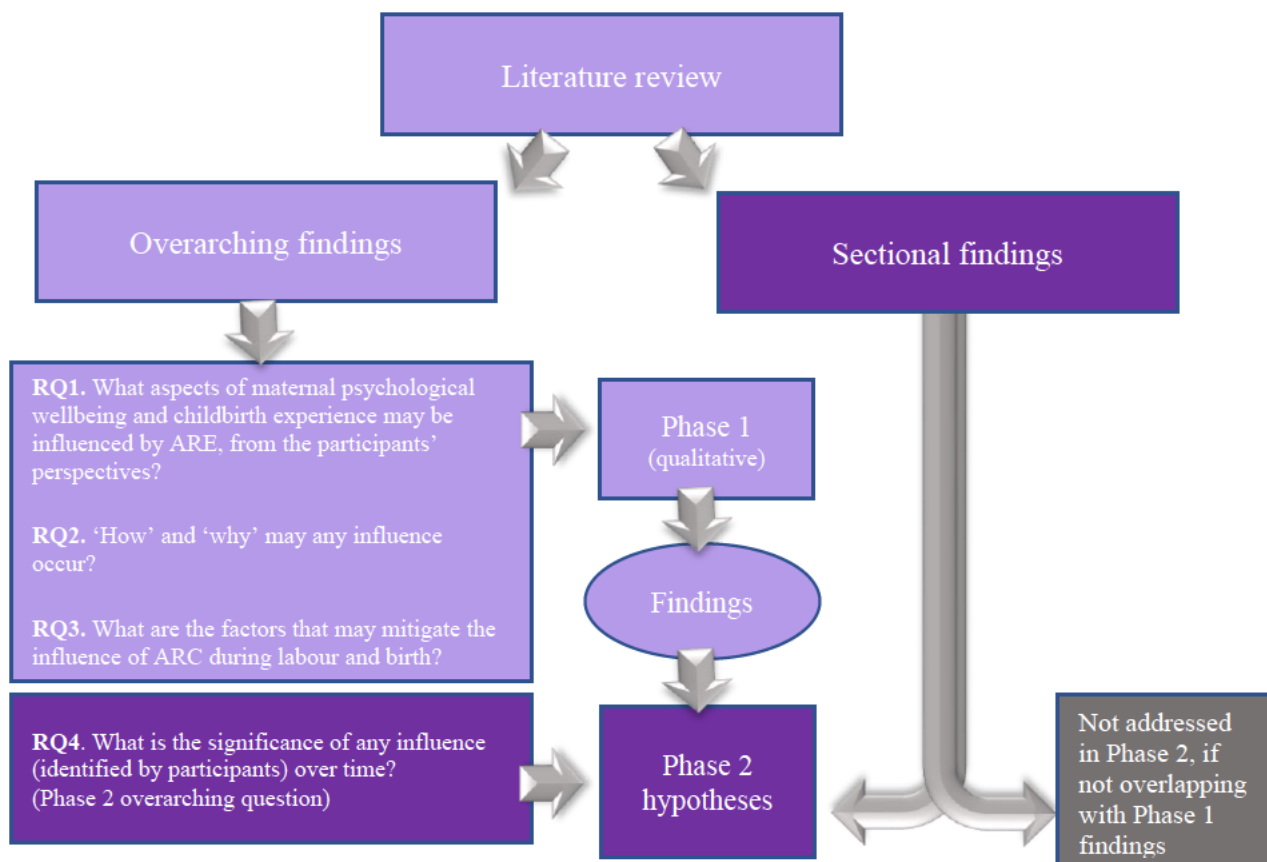 Literature review
Overarching findings
Sectional findings
RQ1. What aspects of maternal psychological
wellbeing and childbirth experience may be
influenced by ARE, from the participants’
perspectives?
RQ2. ‘How’ and ‘why’ may any influence
occur?
RQ3. What are the factors that may mitigate the
influence of ARC during labour and birth?
Phase 1
(qualitative)
Findings
RQ4. What is the significance of any influence
(identified by participants) over time?
(Phase 2 overarching question)
Phase 2
hypotheses
Not addressed
in Phase 2, if
not overlapping
with Phase 1
findings